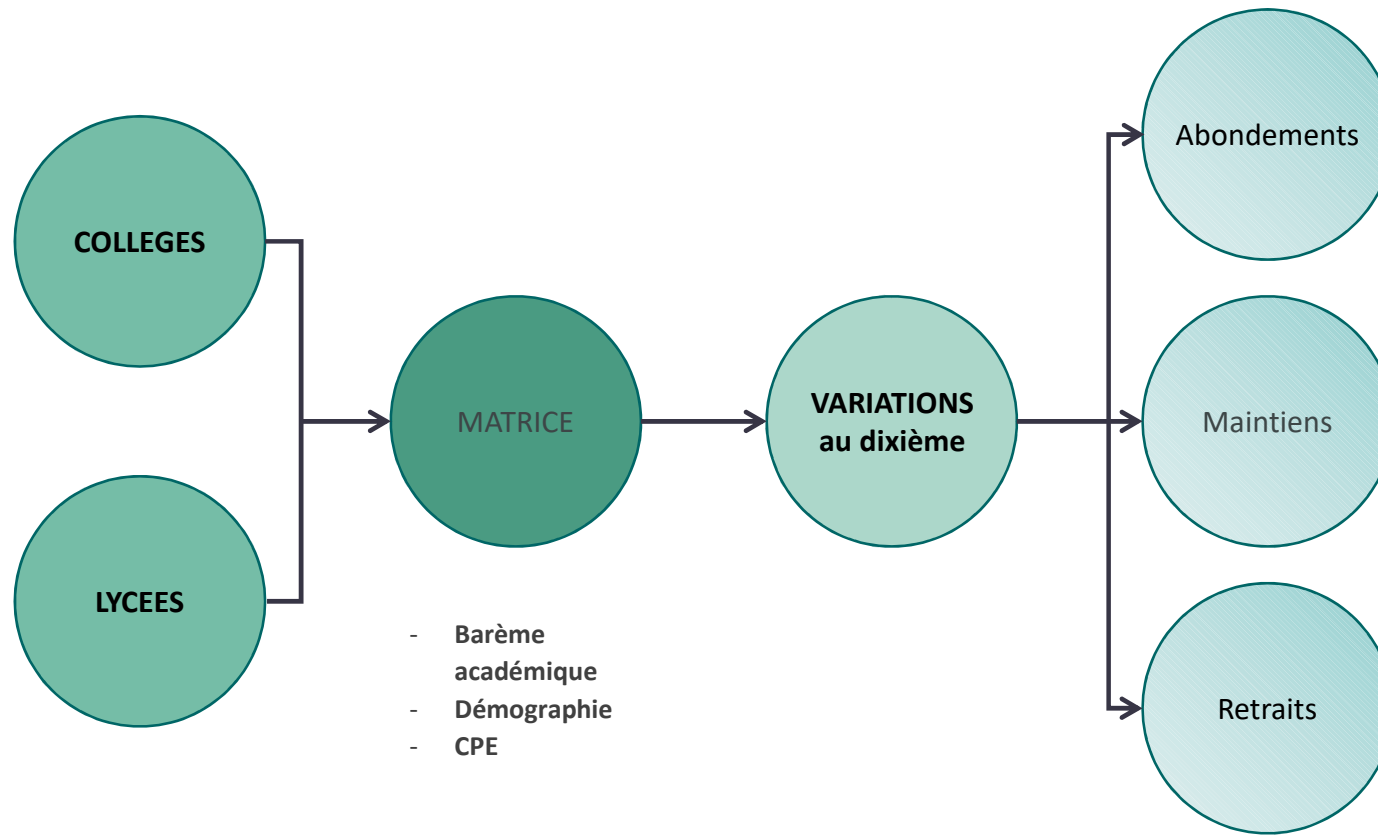 COLLEGES
LYCEES
MATRICE
- Barème
académique
- Démographie
- CPE
VARIATIONS
au dixième
Abondements
Maintiens
Retraits